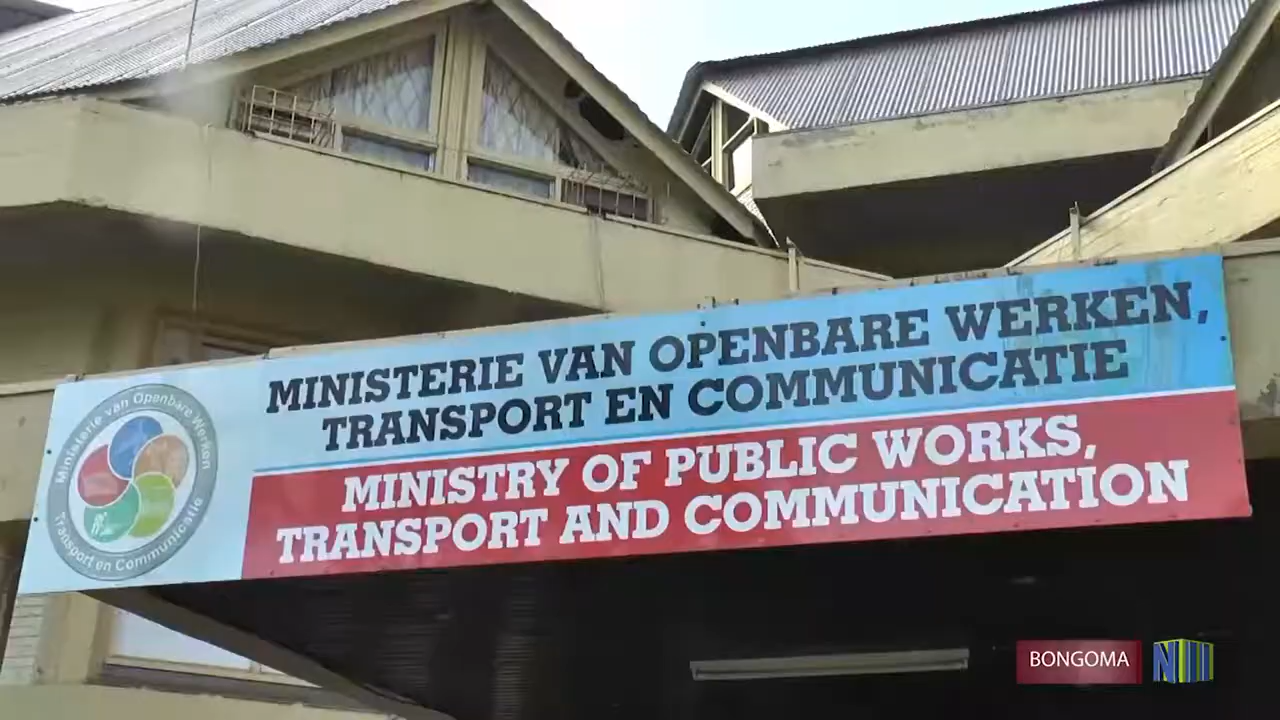 MINISTERIE VAN OPENBARE WERKEN,
TRANSPORT EN COMMUNICATIE
MINISTRY OF PUBLIC WORKS,
TRANSPORT AND COMMUNICATION
Ministerie van Openbare Werken
Transport en Communicatie
BONGOMA
N